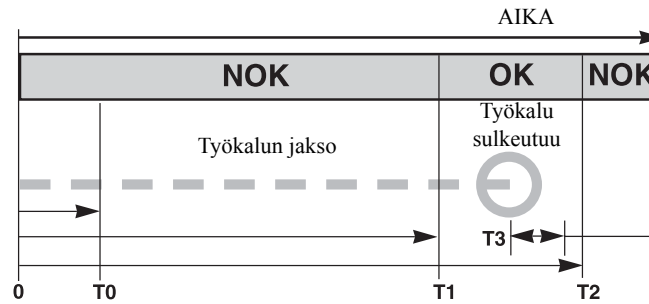 AIKA
NOK OK NOK
Työkalun jakso
Työkalu
sulkeutuu
T3
0 T0 T1 T2